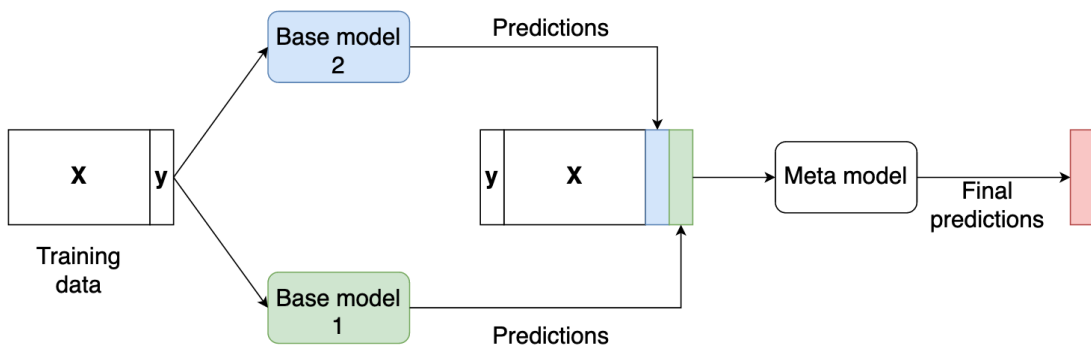 Base model
2
Predictions
X
y
Training
data
y
X
Meta model
Final
predictions
Base model
1
Predictions